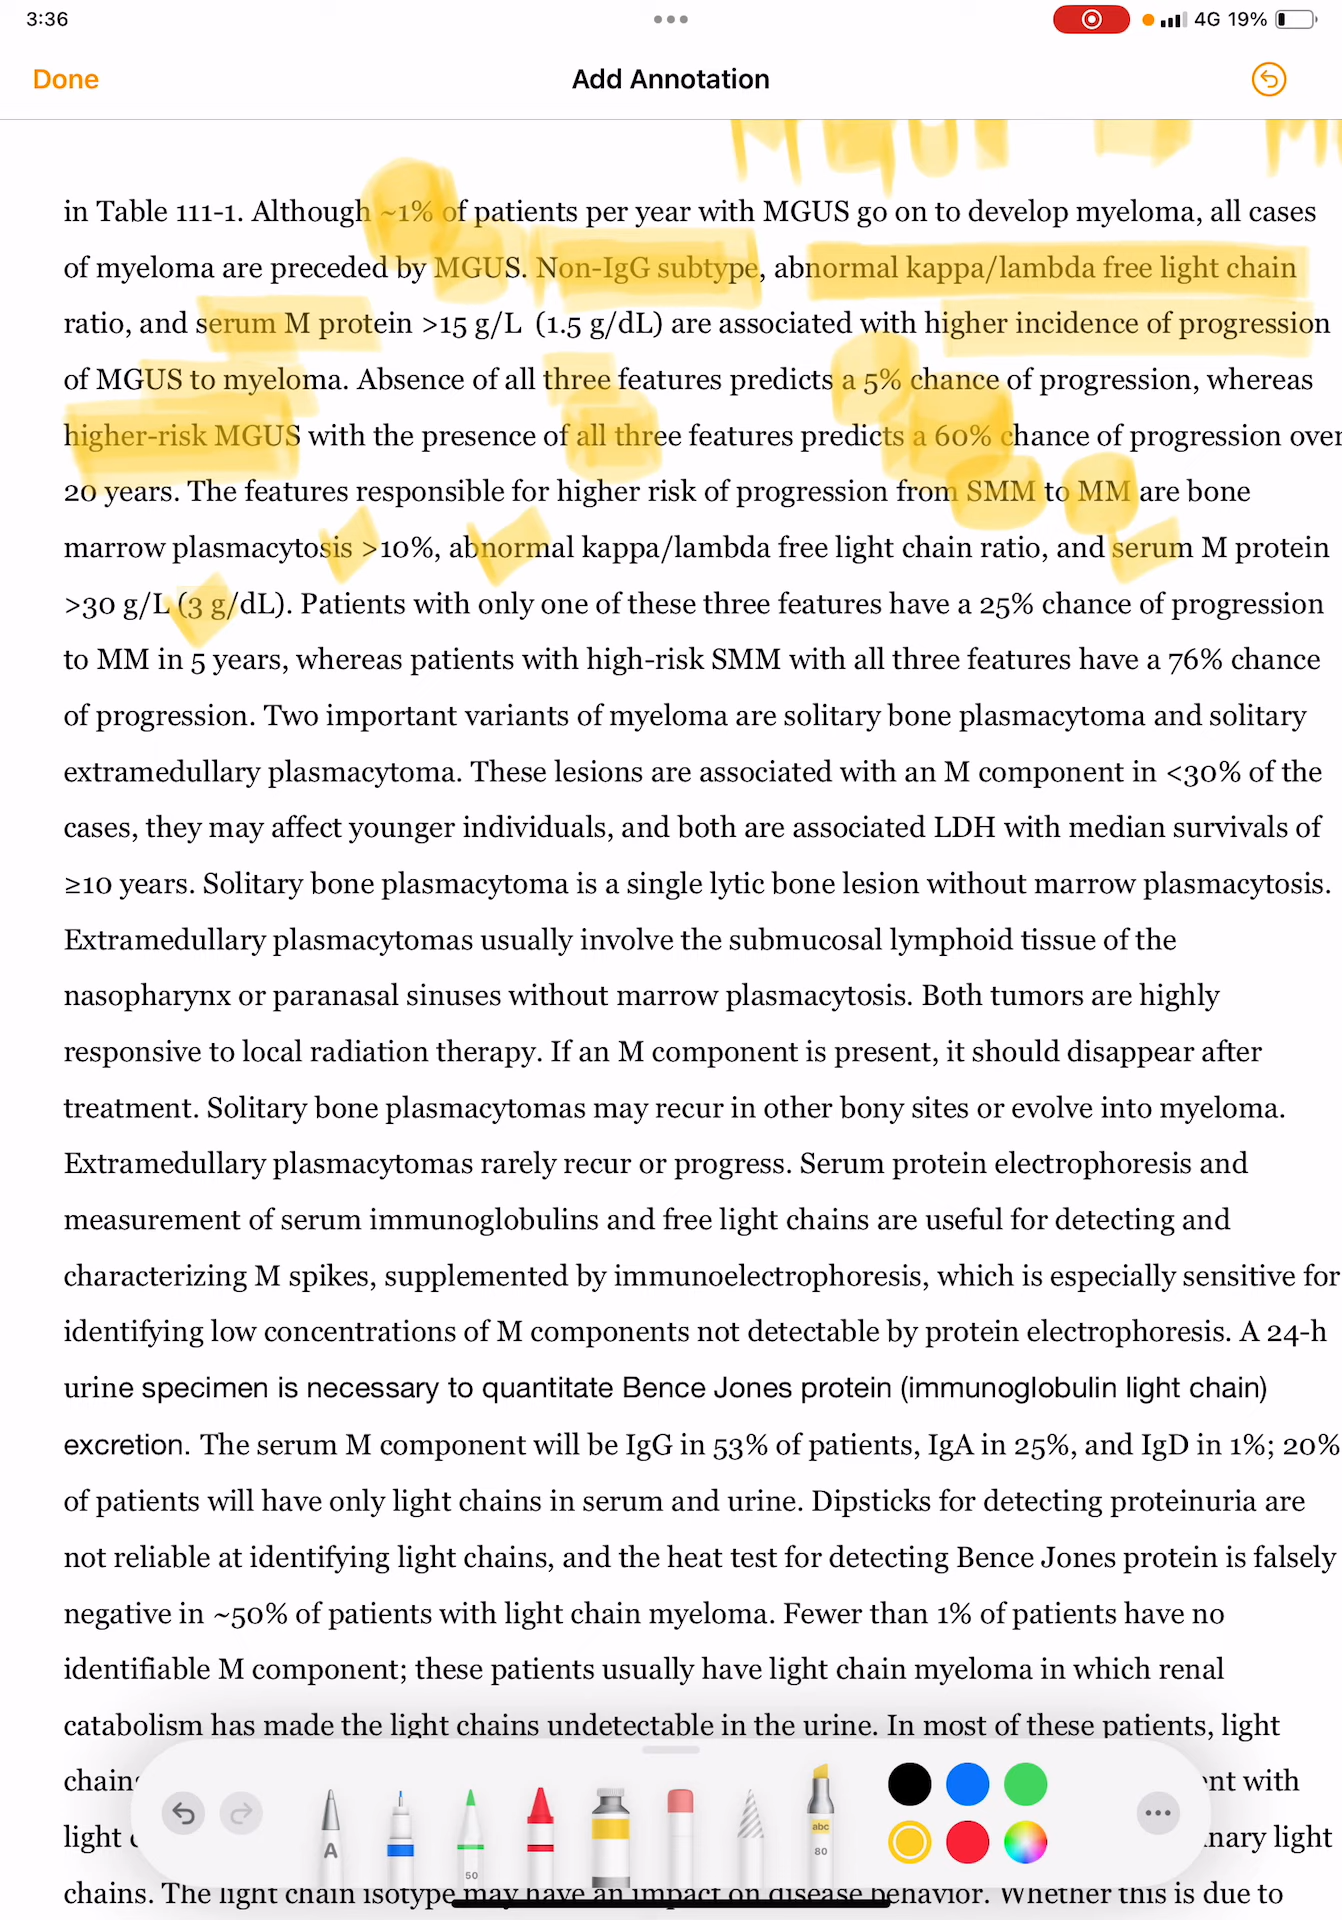 3:36
4G 19%
Done
Add Annotation
in Table 111-1. Although ~1% of patients per year with MGUS go on to develop myeloma, all cases
of myeloma are preceded by MGUS. Non-IgG subtype, abnormal kappa/lambda free light chain
ratio, and serum M protein >15 g/L (1.5 g/dL) are associated with higher incidence of progression
of MGUS to myeloma. Absence of all three features predicts a 5% chance of progression, whereas
higher-risk MGUS with the presence of all three features predicts a 60% chance of progression over
20 years. The features responsible for higher risk of progression from SMM to MM are bone
marrow plasmacytosis >10%, abnormal kappa/lambda free light chain ratio, and serum M protein
>30 g/L (3 g/dL). Patients with only one of these three features have a 25% chance of progression
to MM in 5 years, whereas patients with high-risk SMM with all three features have a 76% chance
of progression. Two important variants of myeloma are solitary bone plasmacytoma and solitary
extramedullary plasmacytoma. These lesions are associated with an M component in <30% of the
cases, they may affect younger individuals, and both are associated LDH with median survivals of
≥10 years. Solitary bone plasmacytoma is a single lytic bone lesion without marrow plasmacytosis.
Extramedullary plasmacytomas usually involve the submucosal lymphoid tissue of the
nasopharynx or paranasal sinuses without marrow plasmacytosis. Both tumors are highly
responsive to local radiation therapy. If an M component is present, it should disappear after
treatment. Solitary bone plasmacytomas may recur in other bony sites or evolve into myeloma.
Extramedullary plasmacytomas rarely recur or progress. Serum protein electrophoresis and
measurement of serum immunoglobulins and free light chains are useful for detecting and
characterizing M spikes, supplemented by immunoelectrophoresis, which is especially sensitive for
identifying low concentrations of M components not detectable by protein electrophoresis. A 24-h
urine specimen is necessary to quantitate Bence Jones protein (immunoglobulin light chain)
excretion. The serum M component will be IgG in 53% of patients, IgA in 25%, and IgD in 1%; 20%
of patients will have only light chains in serum and urine. Dipsticks for detecting proteinuria are
not reliable at identifying light chains, and the heat test for detecting Bence Jones protein is falsely
negative in ~50% of patients with light chain myeloma. Fewer than 1% of patients have no
identifiable M component; these patients usually have light chain myeloma in which renal
catabolism has made the light chains undetectable in the urine. In most of these patients, light
with
light light
chains. The light chain isotype may have an impact on disease behavior. Whether this is due to
A
50
abc
80